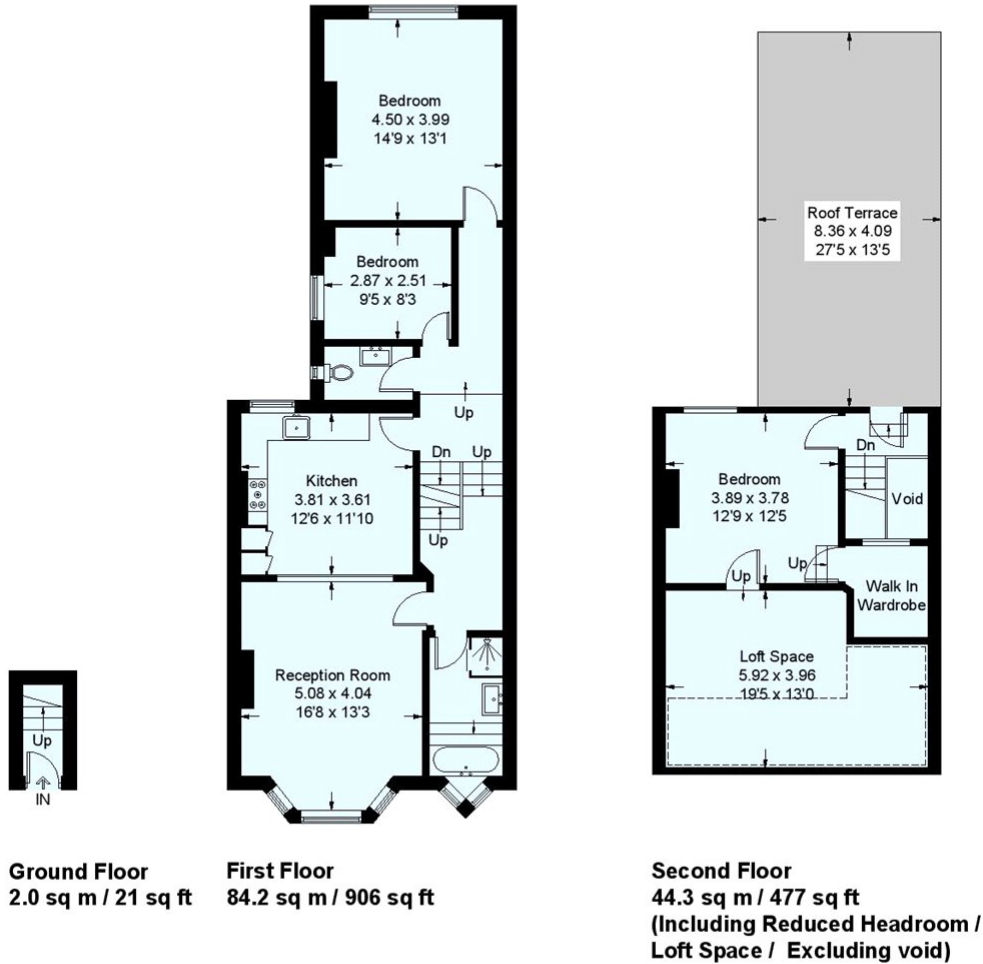 Bedroom
4.50 x 3.99
14'9 x 13'1
Bedroom
2.87 x 2.51
9'5 x 8'3
Up
Dn Up
Kitchen
3.81 x 3.61
12'6 x 11'10
Up
Reception Room
5.08 x 4.04
16'8 x 13'3
Up
IN
Roof Terrace
8.36 x 4.09
27'5 x 13'5
Dn
Bedroom
3.89 x 3.78
12'9 x 12'5
Void
Up
Up
Walk In
Wardrobe
Loft Space
5.92 x 3.96
19'5 x 13'0
Ground Floor
2.0 sq m / 21 sq ft
First Floor
84.2 sq m / 906 sq ft
Second Floor
44.3 sq m / 477 sq ft
(Including Reduced Headroom /
Loft Space / Excluding void)